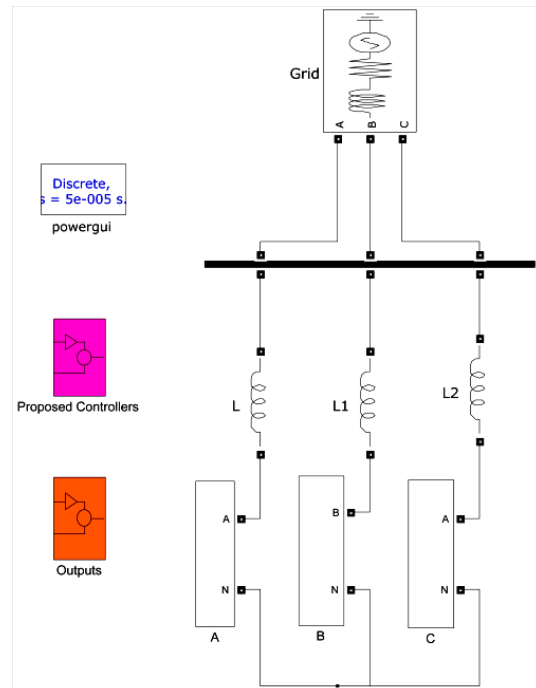 Grid
A
B
C
Discrete,
s = 5e-005 s.
powergui
Proposed Controllers
L
L1
L2
Outputs
A
B
A
N
N
N
A
B
C